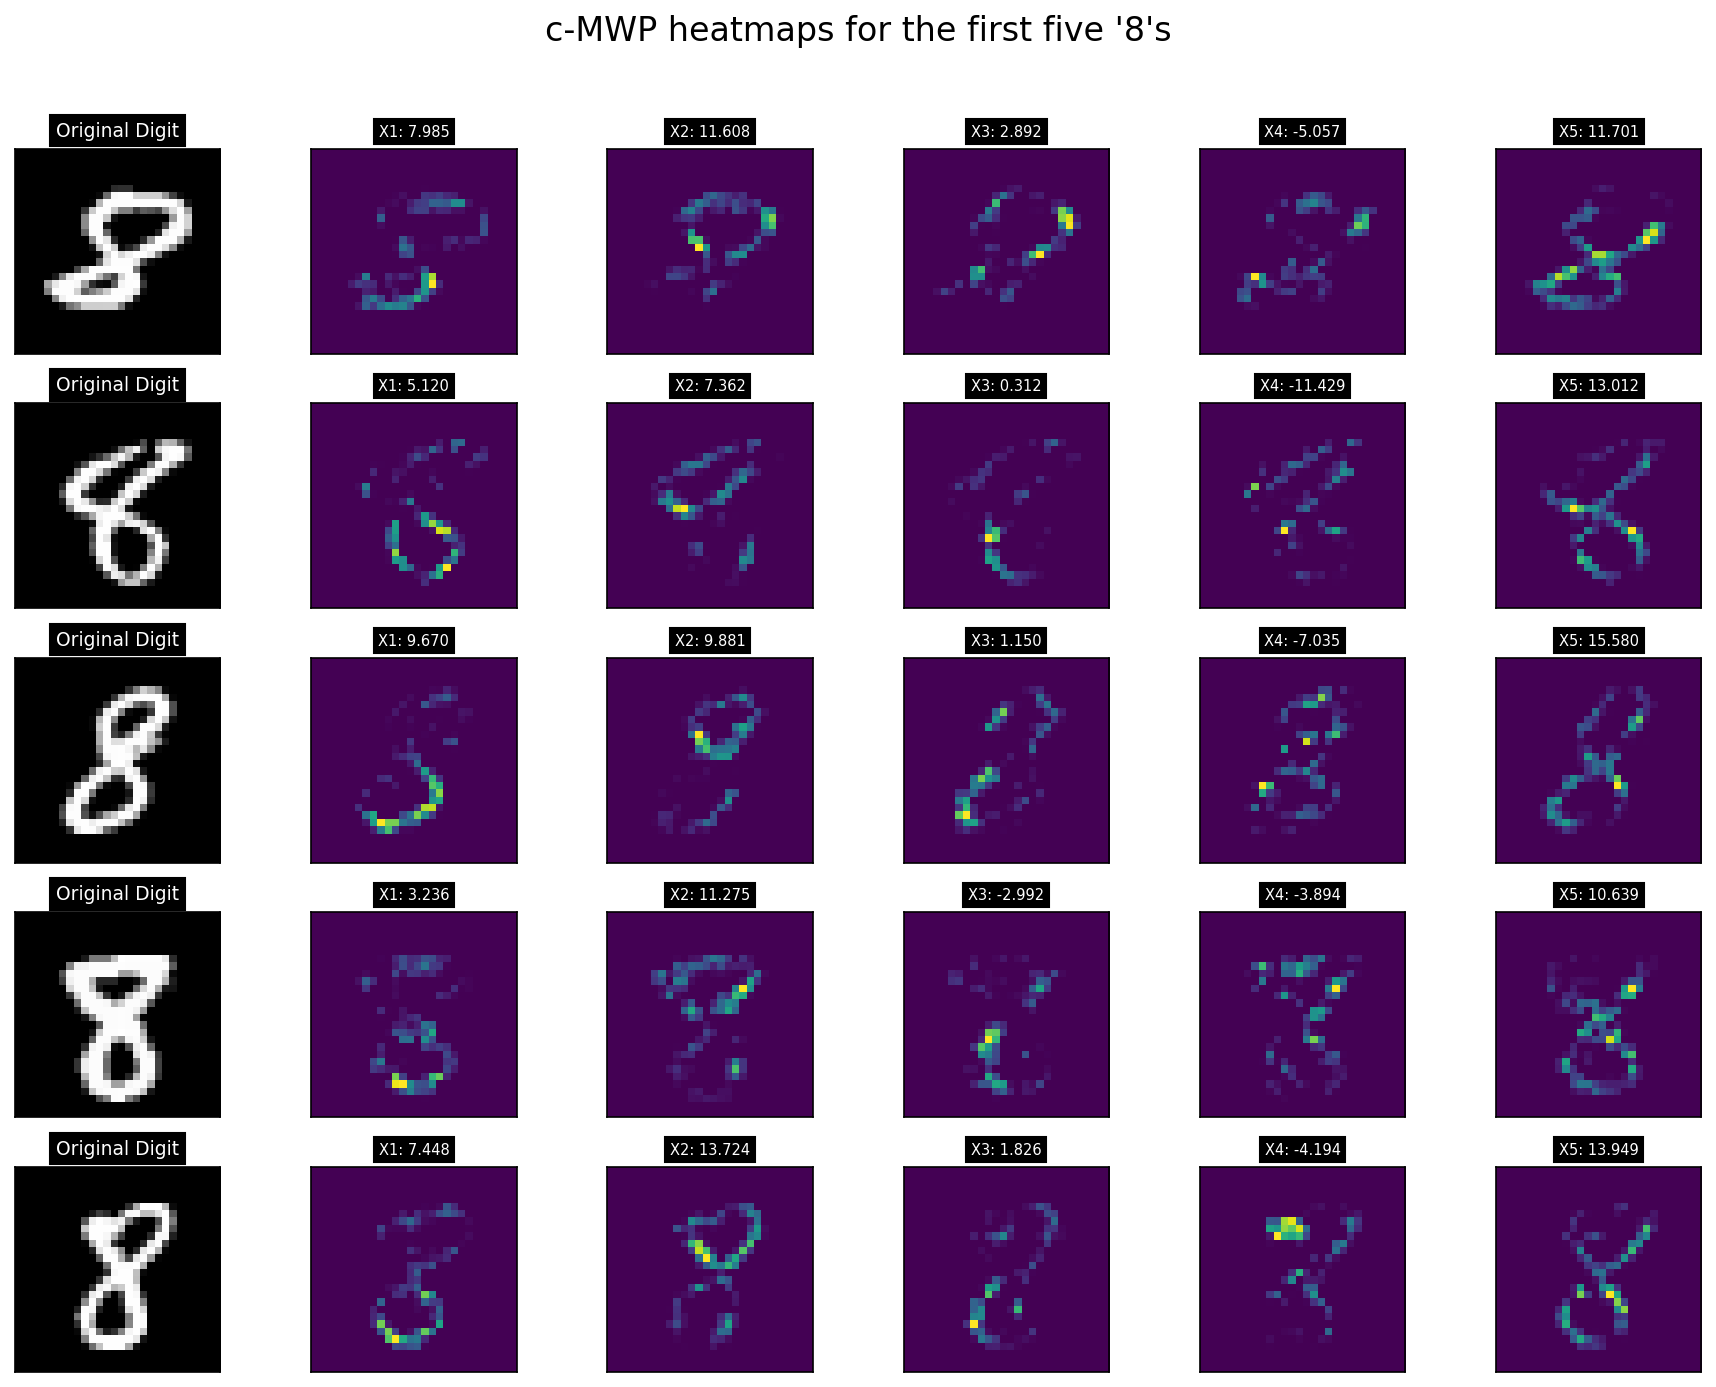 c-MWP heatmaps for the first five '8's
Original Digit X1: 7.985 X2: 11.608 X3: 2.892 X4: -5.057 X5: 11.701
Original Digit X1: 5.120 X2: 7.362 X3: 0.312 X4: -11.429 X5: 13.012
Original Digit X1: 9.670 X2: 9.881 X3: 1.150 X4: -7.035 X5: 15.580
Original Digit X1: 3.236 X2: 11.275 X3: -2.992 X4: -3.894 X5: 10.639
Original Digit X1: 7.448 X2: 13.724 X3: 1.826 X4: -4.194 X5: 13.949